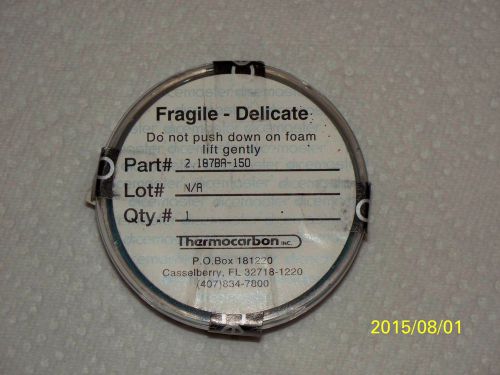 Fragile - Delicate
Do not push down on foam
lift gently
Part# 2.187BA-150
Lot# N/A
Qty.# 1
Thermocarbon INC.
P.O.Box 181220
Casselberry, FL 32718-1220
(407)834-7800
2015/08/01